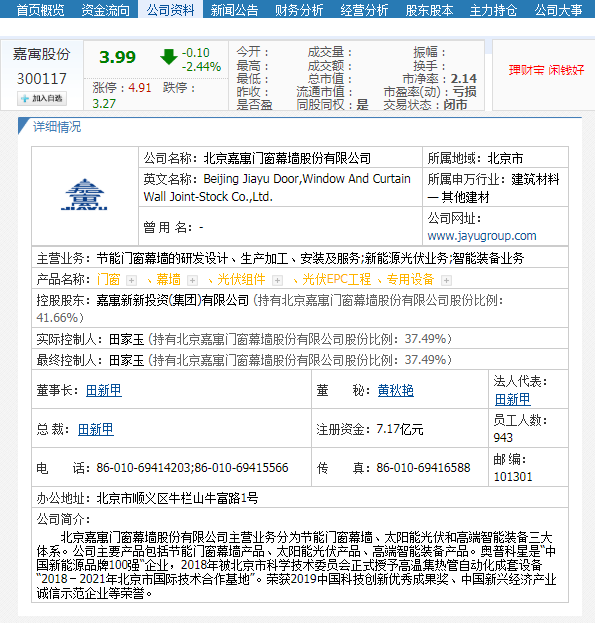 首页概览 资金流向 公司资料 新闻公告 财务分析 经营分析 股东股本 主力持仓 公司大事
嘉寓股份
300117
加入自选
3.99 -0.10
-2.44%
涨停：4.91 跌停：
3.27
今开： 成交量： 振幅：
最高： 成交额： 换手：
最低： 总市值： 市净率：2.14
昨收： 流通市值： 市盈率(动)：亏损
是否盈 同股同权：是 交易状态：闭市
理财宝 闲钱好
详细情况
嘉寓
JIAYU
公司名称：北京嘉寓门窗幕墙股份有限公司 所属地域：北京市
英文名称：Beijing Jiayu Door,Window And Curtain
Wall Joint-Stock Co.,Ltd.
所属申万行业：建筑材料
— 其他建材
曾 用 名：-
公司网址：
www.jayugroup.com
主营业务：节能门窗幕墙的研发设计、生产加工、安装及服务;新能源光伏业务;智能装备业务
产品名称：门窗 、幕墙 、光伏组件 、光伏EPC工程 、专用设备
控股股东：嘉寓新新投资(集团)有限公司 (持有北京嘉寓门窗幕墙股份有限公司股份比例：
41.66%)
实际控制人：田家玉 (持有北京嘉寓门窗幕墙股份有限公司股份比例：37.49%)
最终控制人：田家玉 (持有北京嘉寓门窗幕墙股份有限公司股份比例：37.49%)
董事长：田新甲 董 秘：黄秋艳 法人代表：
田新甲
总 裁：田新甲 注册资金：7.17亿元 员工人数：
943
电 话：86-010-69414203;86-010-69415566 传 真：86-010-69416588 邮 编：
101301
办公地址：北京市顺义区牛栏山牛富路1号
公司简介：
北京嘉寓门窗幕墙股份有限公司主营业务分为节能门窗幕墙、太阳能光伏和高端智能装备三大
体系。公司主要产品包括节能门窗幕墙产品、太阳能光伏产品、高端智能装备产品。奥普科星是“中
国新能源品牌100强”企业，2018年被北京市科学技术委员会正式授予高温集热管自动化成套设备
“2018－2021年北京市国际技术合作基地”。荣获2019中国科技创新优秀成果奖、中国新兴经济产业
诚信示范企业等荣誉。